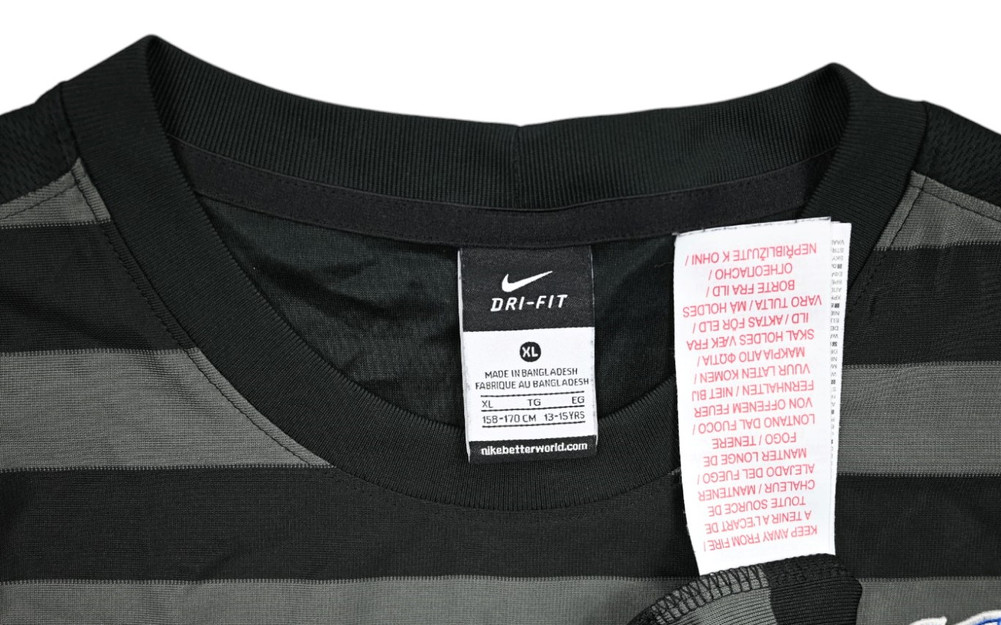 DRI-FIT
XL
MADE IN BANGLADESH
FABRIQUE AU BANGLADESH
XL TG EG
158-170 CM 13-15YRS
nikebetterworld.com
KEEP AWAY FROM FIRE /
A TENIR A L'ECART DE
TOUTE SOURCE DE
CHALEUR / MANTENER
ALEJADO DEL FUEGO /
MANTER LONGE DE
FOGO / TENERE
LONTANO DAL FUOCO /
VON OFFENEM FEUER
FERNHALTEN / NIET BIJ
VUUR LATEN KOMEN /
ΜΑΚΡΙΑ ΑΠΟ ΦΩΤΙΑ /
SKAL HOLDES VÆK FRA
ILD / AKTAS FÖR ELD /
VARO TULTA / MÅ HOLDES
BORTE FRA ILD /
ОГНЕОПАСНО /
NEPŘIBLIŽUJTE K OHNI /